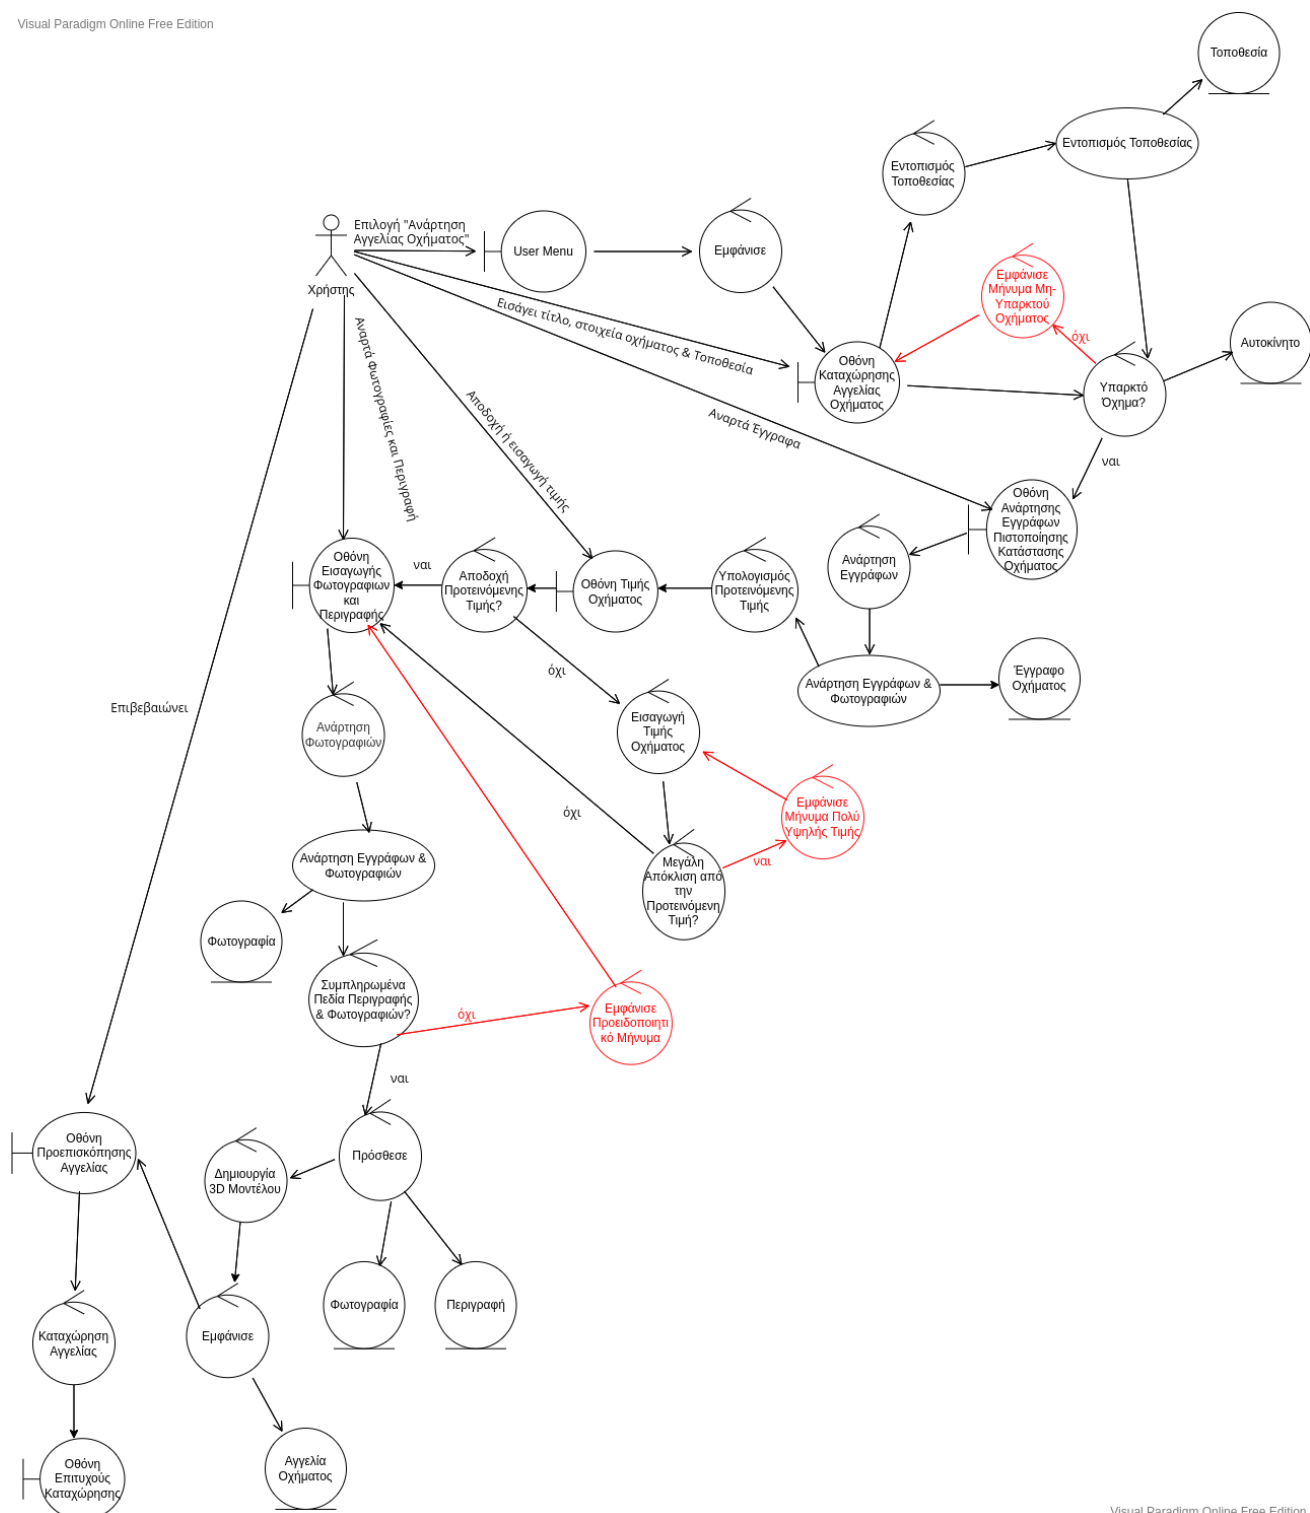 Visual Paradigm Online Free Edition
Τοποθεσία
Εντοπισμός Τοποθεσίας
Εντοπισμός
Τοποθεσίας
Επιλογή "Ανάρτηση
Αγγελίας Οχήματος"
User Menu
Εμφάνισε
Χρήστης
Εμφάνισε
Μήνυμα Μη-
Υπαρκτού
Οχήματος
όχι
Αυτοκίνητο
Εισάγει τίτλο, στοιχεία οχήματος & Τοποθεσία
Οθόνη
Καταχώρησης
Αγγελίας
Οχήματος
Υπαρκτό
Όχημα?
Αναρτά Φωτογραφίες και Περιγραφή
Αποδοχή ή εισαγωγή τιμής
Αναρτά Έγγραφα
ναι
Οθόνη
Ανάρτησης
Εγγράφων
Πιστοποίησης
Κατάστασης
Οχήματος
Ανάρτηση
Εγγράφων
Υπολογισμός
Προτεινόμενης
Τιμής
Οθόνη Τιμής
Οχήματος
Αποδοχή
Προτεινόμενης
Τιμής?
ναι
Οθόνη
Εισαγωγής
Φωτογραφιων
και
Περιγραφής
όχι
Ανάρτηση Εγγράφων &
Φωτογραφιών
Έγγραφο
Οχήματος
Επιβεβαιώνει
Ανάρτηση
Φωτογραφιών
Εισαγωγή
Τιμής
Οχήματος
Εμφάνισε
Μήνυμα Πολύ
Υψηλής Τιμής
όχι
ναι
Μεγάλη
Απόκλιση από
την
Προτεινόμενη
Τιμή?
Ανάρτηση Εγγράφων &
Φωτογραφιών
Φωτογραφία
Συμπληρωμένα
Πεδία Περιγραφής
& Φωτογραφιών?
όχι
Εμφάνισε
Προειδοποιητι
κό Μήνυμα
ναι
Οθόνη
Προεπισκόπησης
Αγγελίας
Πρόσθεσε
Δημιουργία
3D Μοντέλου
Φωτογραφία
Περιγραφή
Καταχώρηση
Αγγελίας
Εμφάνισε
Οθόνη
Επιτυχούς
Καταχώρησης
Αγγελία
Οχήματος
Visual Paradigm Online Free Edition